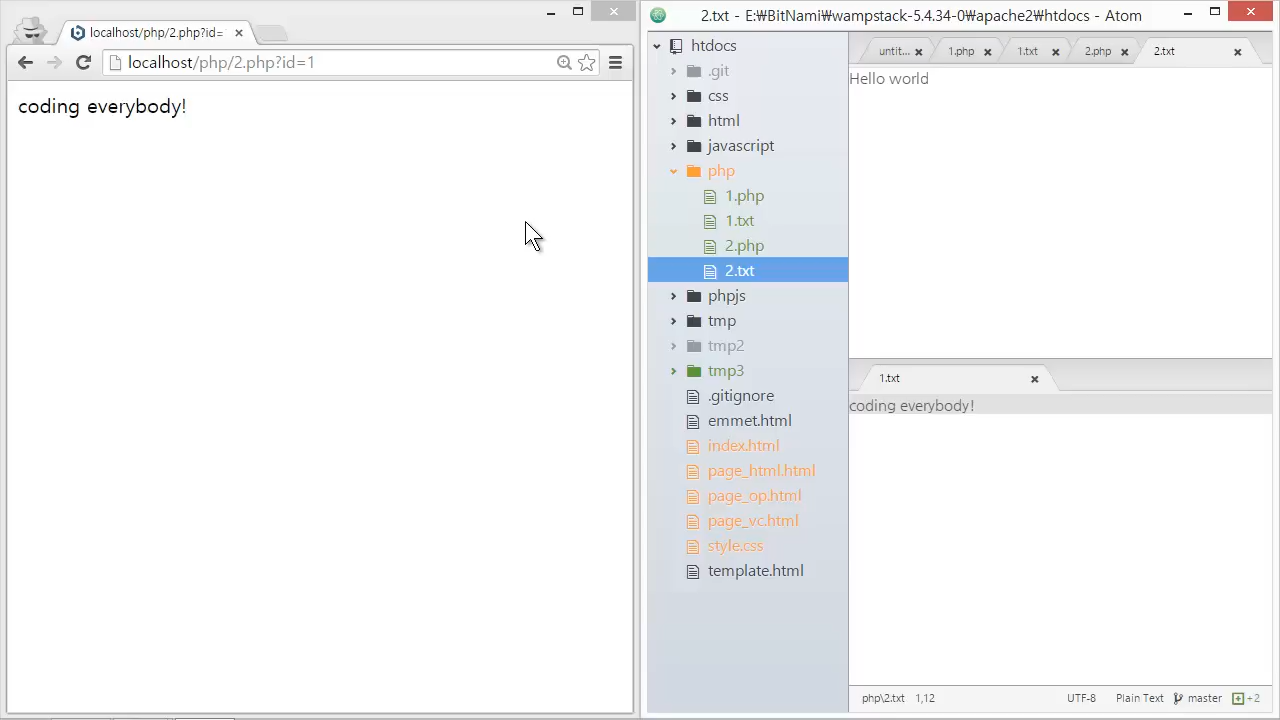 localhost/php/2.php?id=
localhost/php/2.php?id=1
coding everybody!
2.txt - E:₩BitNami₩wampstack-5.4.34-0₩apache2₩htdocs - Atom
htdocs
.git
css
html
javascript
php
1.php
1.txt
2.php
2.txt
phpjs
tmp
tmp2
tmp3
.gitignore
emmet.html
index.html
page_html.html
page_op.html
page_vc.html
style.css
template.html
untit...
1.php
1.txt
2.php
2.txt
Hello world
1.txt
coding everybody!
php\2.txt 1,12
UTF-8 Plain Text master +2